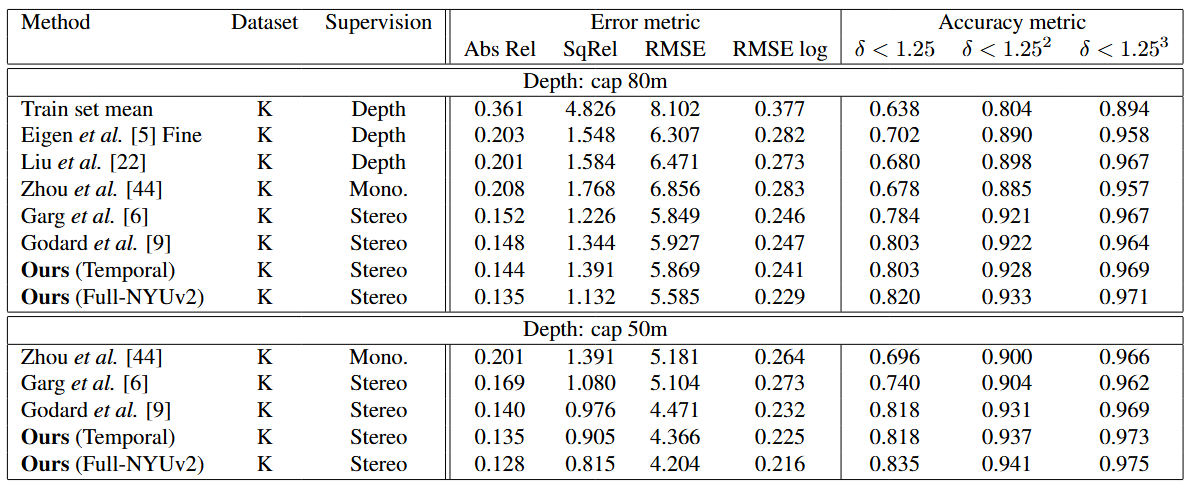 Method Dataset Supervision Error metric Accuracy metric
Abs Rel SqRel RMSE RMSE log δ < 1.25 δ < 1.25² δ < 1.25³
Depth: cap 80m
Train set mean K Depth 0.361 4.826 8.102 0.377 0.638 0.804 0.894
Eigen et al. [5] Fine K Depth 0.203 1.548 6.307 0.282 0.702 0.890 0.958
Liu et al. [22] K Depth 0.201 1.584 6.471 0.273 0.680 0.898 0.967
Zhou et al. [44] K Mono. 0.208 1.768 6.856 0.283 0.678 0.885 0.957
Garg et al. [6] K Stereo 0.152 1.226 5.849 0.246 0.784 0.921 0.967
Godard et al. [9] K Stereo 0.148 1.344 5.927 0.247 0.803 0.922 0.964
Ours (Temporal) K Stereo 0.144 1.391 5.869 0.241 0.803 0.928 0.969
Ours (Full-NYUv2) K Stereo 0.135 1.132 5.585 0.229 0.820 0.933 0.971
Depth: cap 50m
Zhou et al. [44] K Mono. 0.201 1.391 5.181 0.264 0.696 0.900 0.966
Garg et al. [6] K Stereo 0.169 1.080 5.104 0.273 0.740 0.904 0.962
Godard et al. [9] K Stereo 0.140 0.976 4.471 0.232 0.818 0.931 0.969
Ours (Temporal) K Stereo 0.135 0.905 4.366 0.225 0.818 0.937 0.973
Ours (Full-NYUv2) K Stereo 0.128 0.815 4.204 0.216 0.835 0.941 0.975